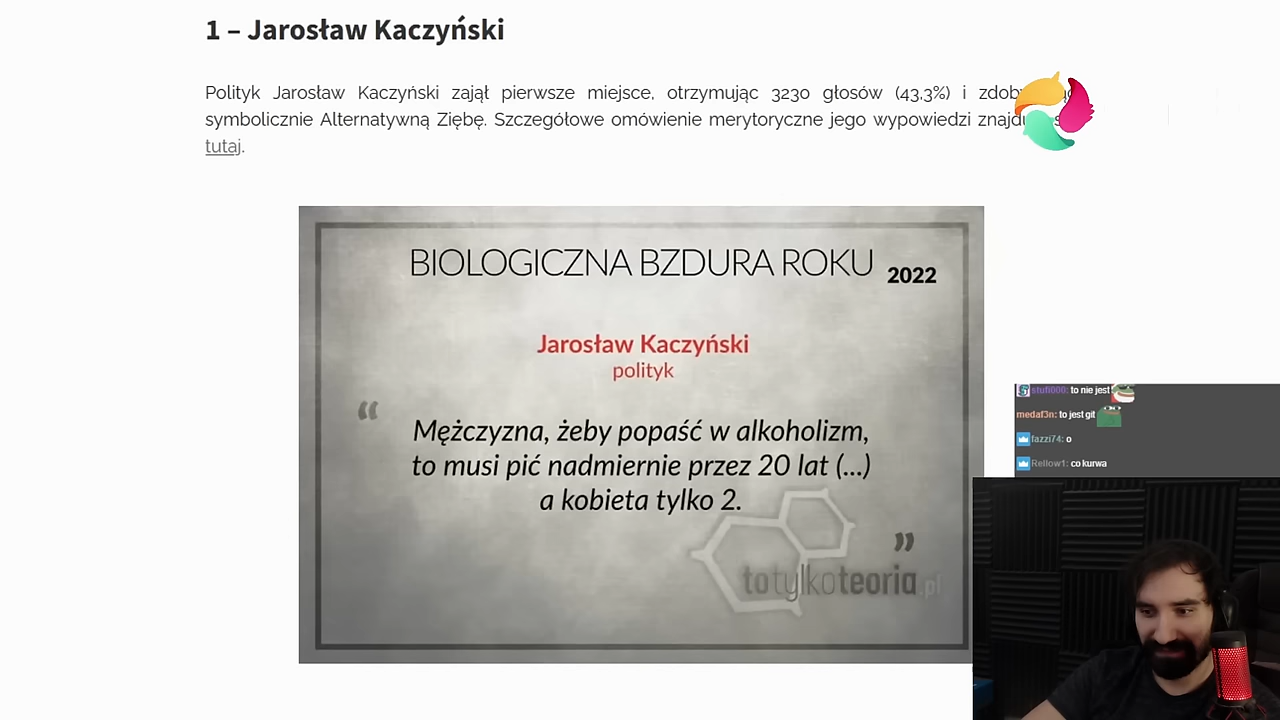 1 – Jarosław Kaczyński
Polityk Jarosław Kaczyński zajął pierwsze miejsce, otrzymując 3230 głosów (43,3%) i
symbolicznie Alternatywną Ziębę. Szczegółowe omówienie merytoryczne jego wypowiedzi
tutaj.
BIOLOGICZNA BZDURA ROKU 2022
Jarosław Kaczyński
polityk
“
Mężczyzna, żeby popaść w alkoholizm,
to musi pić nadmiernie przez 20 lat (...)
a kobieta tylko 2.
”
totylkoteoria.pl
stufi000: to nie jest
medaf3n: to jest git
fazzi74: o
Rellow1: co kurwa